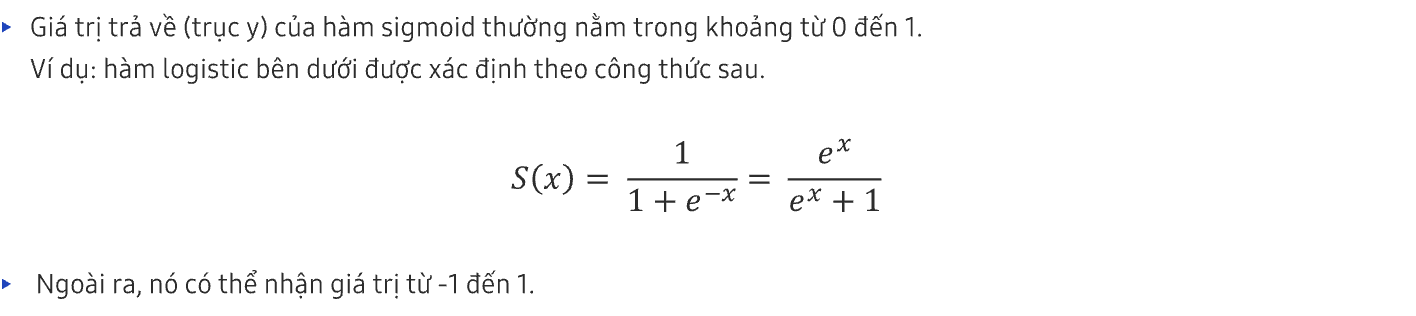 ▸ Giá trị trả về (trục y) của hàm sigmoid thường nằm trong khoảng từ 0 đến 1.
Ví dụ: hàm logistic bên dưới được xác định theo công thức sau.
S(x) = 1 / (1 + e^{-x}) = e^x / (e^x + 1)
▸ Ngoài ra, nó có thể nhận giá trị từ -1 đến 1.